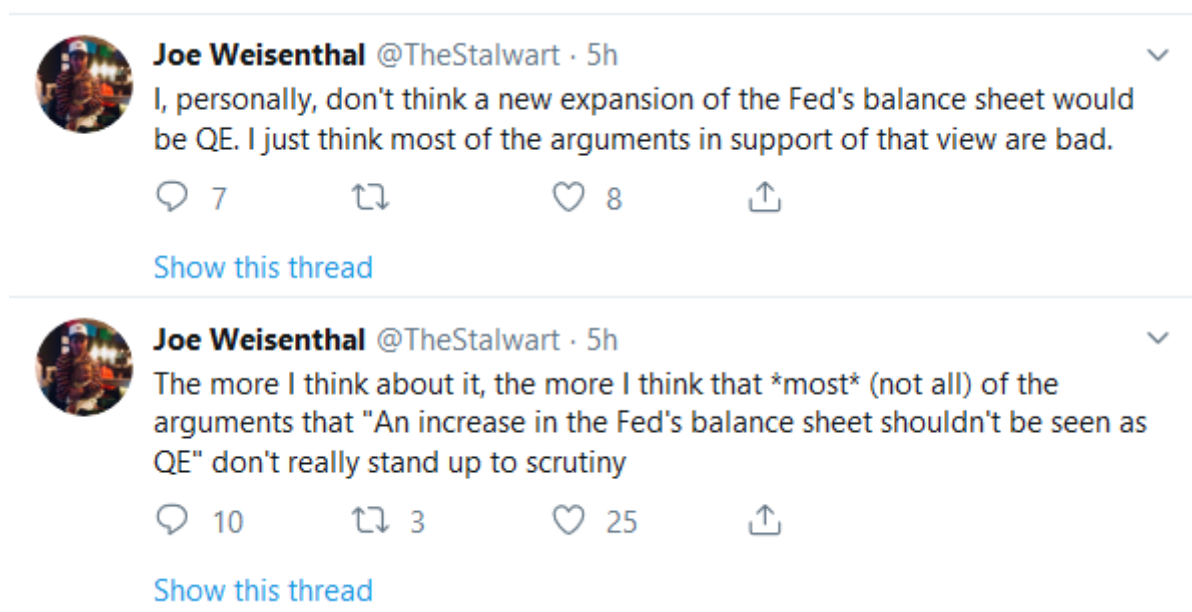 Joe Weisenthal @TheStalwart · 5h
I, personally, don't think a new expansion of the Fed's balance sheet would
be QE. I just think most of the arguments in support of that view are bad.
7 8
Show this thread
Joe Weisenthal @TheStalwart · 5h
The more I think about it, the more I think that *most* (not all) of the
arguments that "An increase in the Fed's balance sheet shouldn't be seen as
QE" don't really stand up to scrutiny
10 3 25
Show this thread